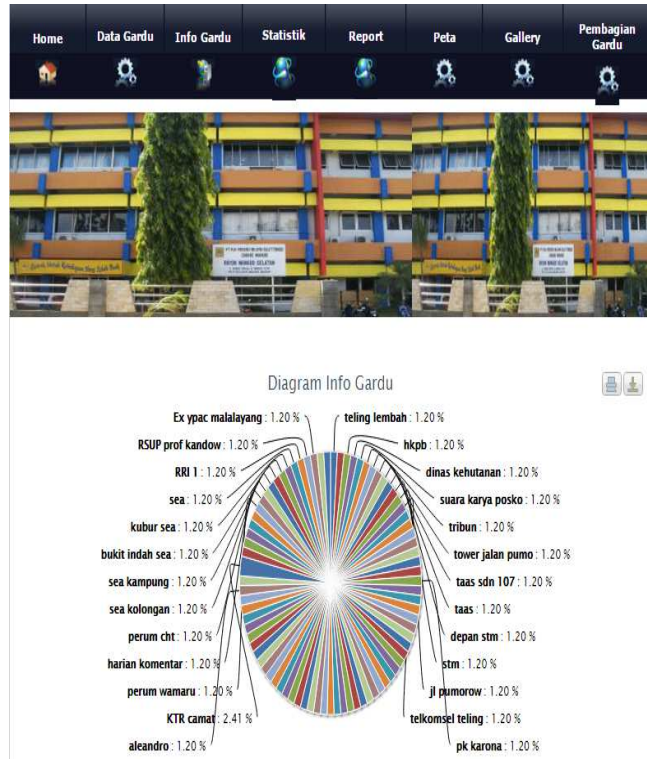 Home
Data Gardu
Info Gardu
Statistik
Report
Peta
Gallery
Pembagian
Gardu
RAYON MANADO SELATAN
Diagram Info Gardu
Ex ypac malalayang : 1.20 %
teling lembah : 1.20 %
RSUP prof kandow : 1.20 %
hkpb : 1.20 %
RRI 1 : 1.20 %
dinas kehutanan : 1.20 %
sea : 1.20 %
suara karya posko : 1.20 %
kubur sea : 1.20 %
tribun : 1.20 %
bukit indah sea : 1.20 %
tower jalan pumo : 1.20 %
sea kampung : 1.20 %
taas sdn 107 : 1.20 %
sea kolongan : 1.20 %
taas : 1.20 %
perum cht : 1.20 %
depan stm : 1.20 %
harian komentar : 1.20 %
stm : 1.20 %
perum wamaru : 1.20 %
jl pumorow : 1.20 %
KTR camat : 2.41 %
telkomsel teling : 1.20 %
aleandro : 1.20 %
pk karona : 1.20 %